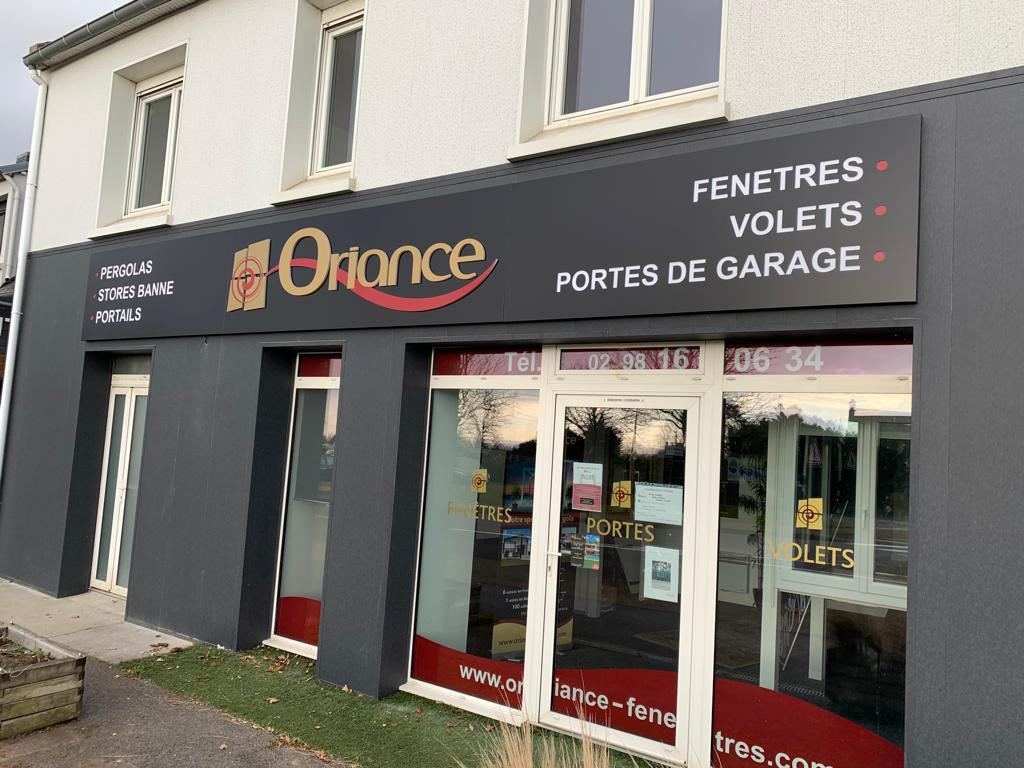 PERGOLAS
STORES BANNE
PORTAILS
Oriance
FENETRES
VOLETS
PORTES DE GARAGE
Tél. 02 98 16 06 34
FENETRES
PORTES
VOLETS
www.oriance-fenetres.com